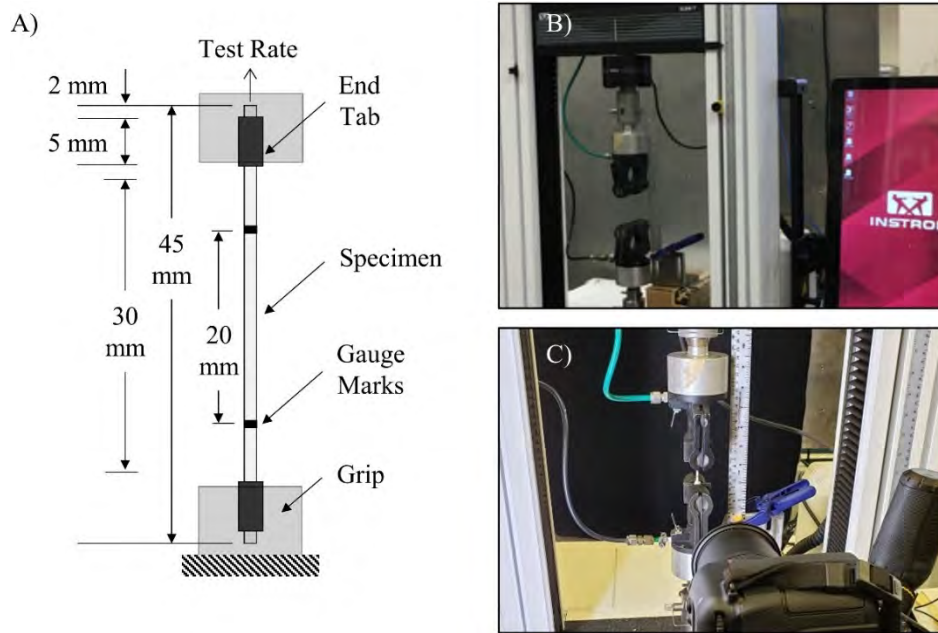 A)
Test Rate
2 mm
End
Tab
5 mm
45
mm
Specimen
30
mm
20
mm
Gauge
Marks
Grip
B)
INSTRO
C)